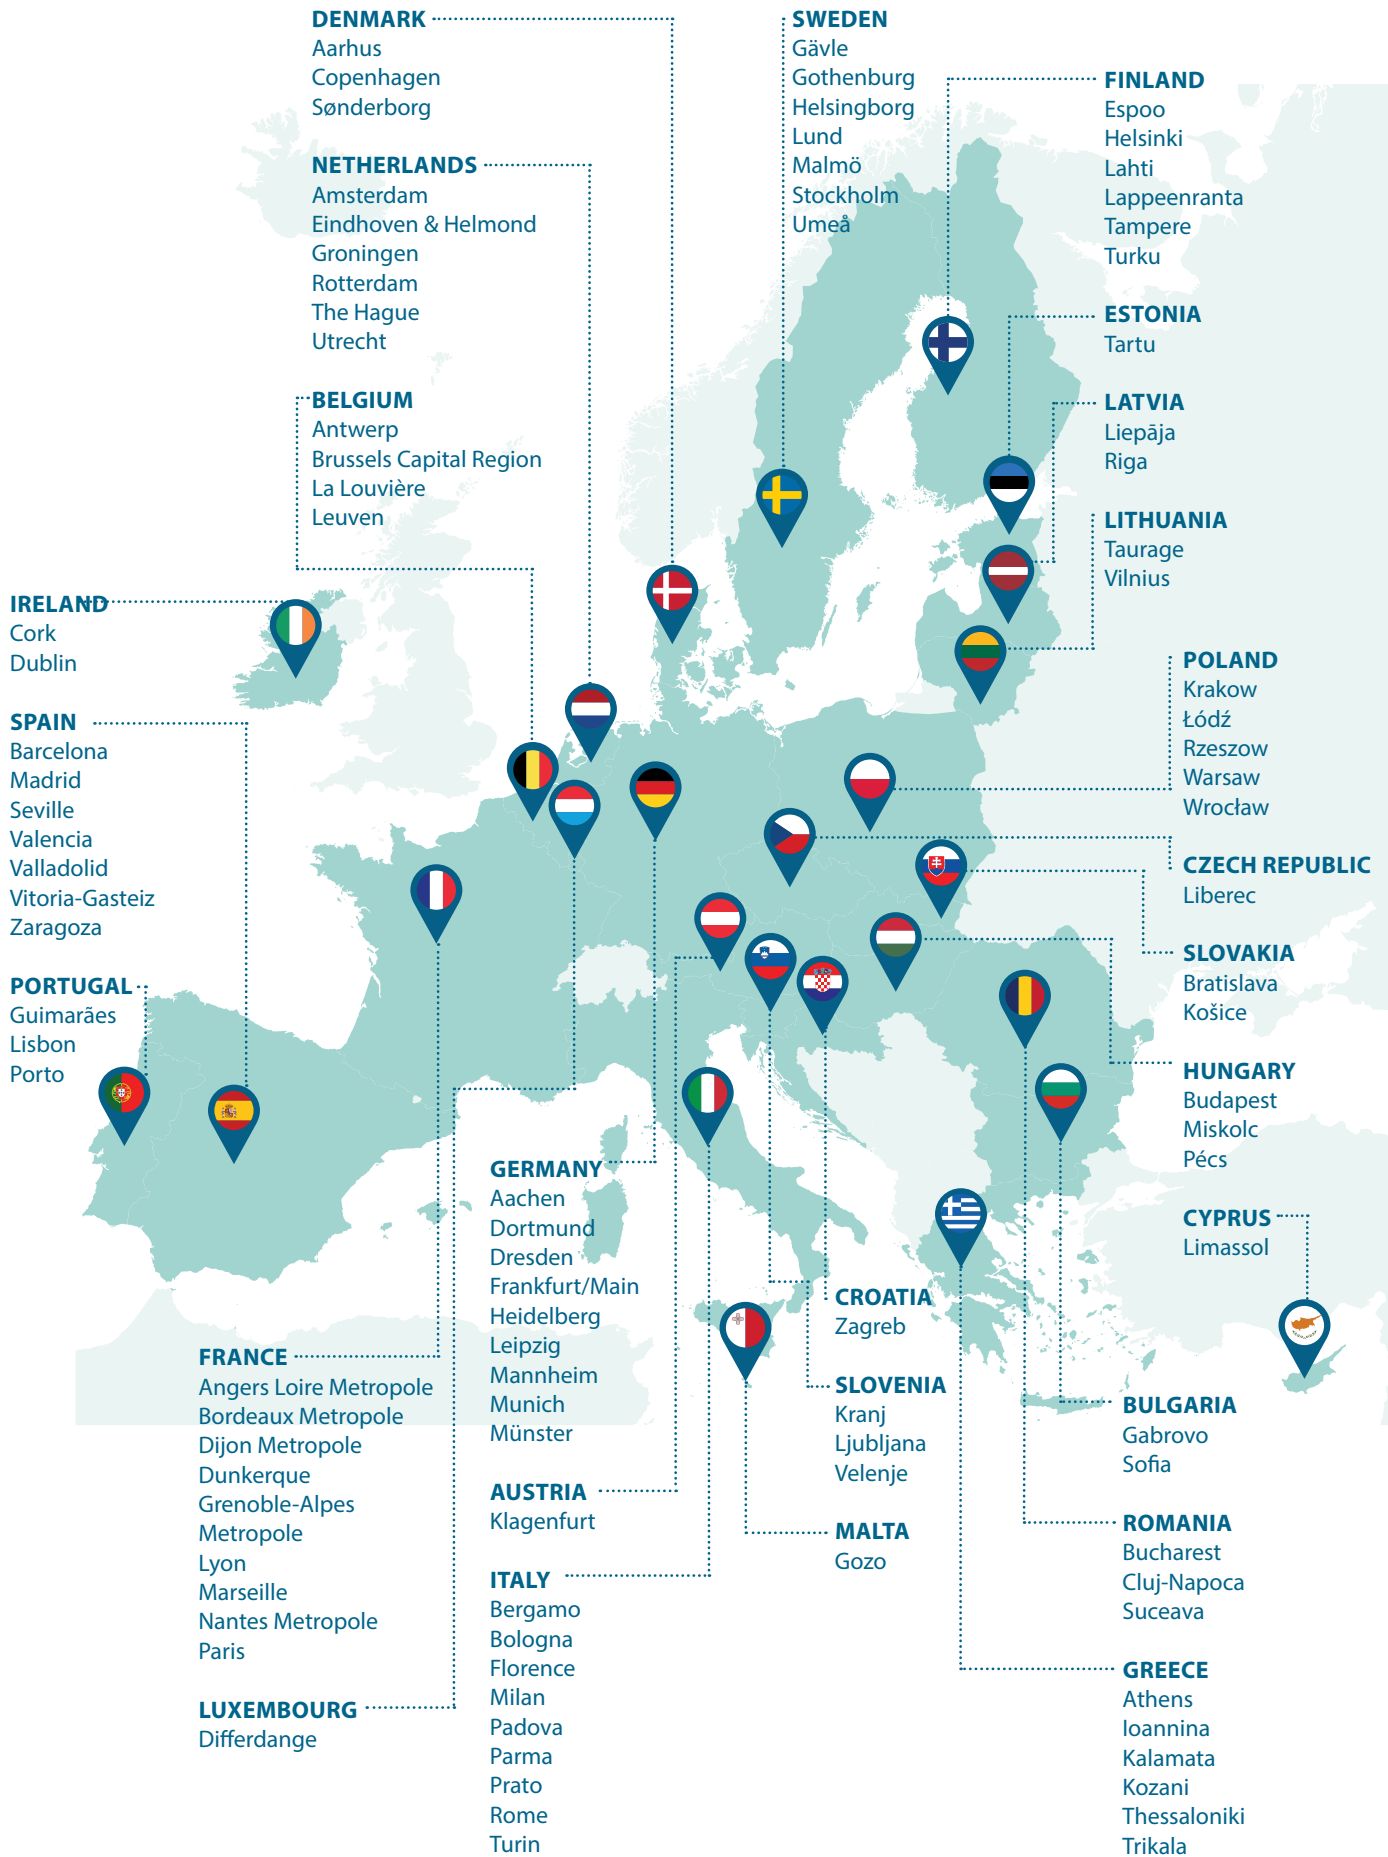 DENMARK
Aarhus
Copenhagen
Sønderborg
NETHERLANDS
Amsterdam
Eindhoven & Helmond
Groningen
Rotterdam
The Hague
Utrecht
BELGIUM
Antwerp
Brussels Capital Region
La Louvière
Leuven
IRELAND
Cork
Dublin
SPAIN
Barcelona
Madrid
Seville
Valencia
Valladolid
Vitoria-Gasteiz
Zaragoza
PORTUGAL
Guimarães
Lisbon
Porto
SWEDEN
Gävle
Gothenburg
Helsingborg
Lund
Malmö
Stockholm
Umeå
FINLAND
Espoo
Helsinki
Lahti
Lappeenranta
Tampere
Turku
ESTONIA
Tartu
LATVIA
Liepāja
Riga
LITHUANIA
Taurage
Vilnius
POLAND
Krakow
Łódź
Rzeszow
Warsaw
Wrocław
CZECH REPUBLIC
Liberec
SLOVAKIA
Bratislava
Košice
HUNGARY
Budapest
Miskolc
Pécs
CYPRUS
Limassol
FRANCE
Angers Loire Metropole
Bordeaux Metropole
Dijon Metropole
Dunkerque
Grenoble-Alpes
Metropole
Lyon
Marseille
Nantes Metropole
Paris
LUXEMBOURG
Differdange
GERMANY
Aachen
Dortmund
Dresden
Frankfurt/Main
Heidelberg
Leipzig
Mannheim
Munich
Münster
AUSTRIA
Klagenfurt
ITALY
Bergamo
Bologna
Florence
Milan
Padova
Parma
Prato
Rome
Turin
CROATIA
Zagreb
SLOVENIA
Kranj
Ljubljana
Velenje
MALTA
Gozo
BULGARIA
Gabrovo
Sofia
ROMANIA
Bucharest
Cluj-Napoca
Suceava
GREECE
Athens
Ioannina
Kalamata
Kozani
Thessaloniki
Trikala